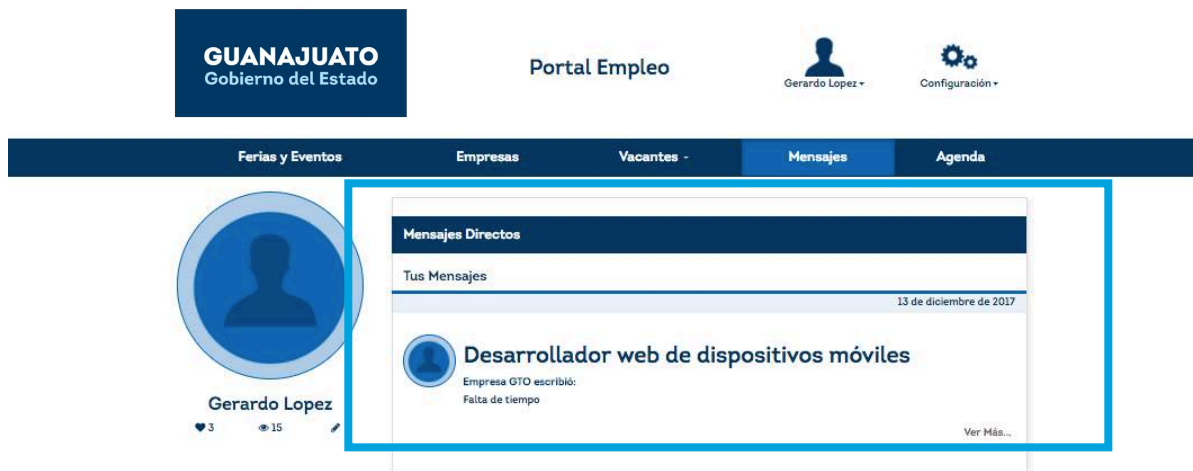 GUANAJUATO
Gobierno del Estado
Portal Empleo
Gerardo Lopez
Configuración
Ferias y Eventos
Empresas
Vacantes -
Mensajes
Agenda
Mensajes Directos
Tus Mensajes
13 de diciembre de 2017
Desarrollador web de dispositivos móviles
Empresa GTO escribió:
Falta de tiempo
Ver Más...
Gerardo Lopez
3
15